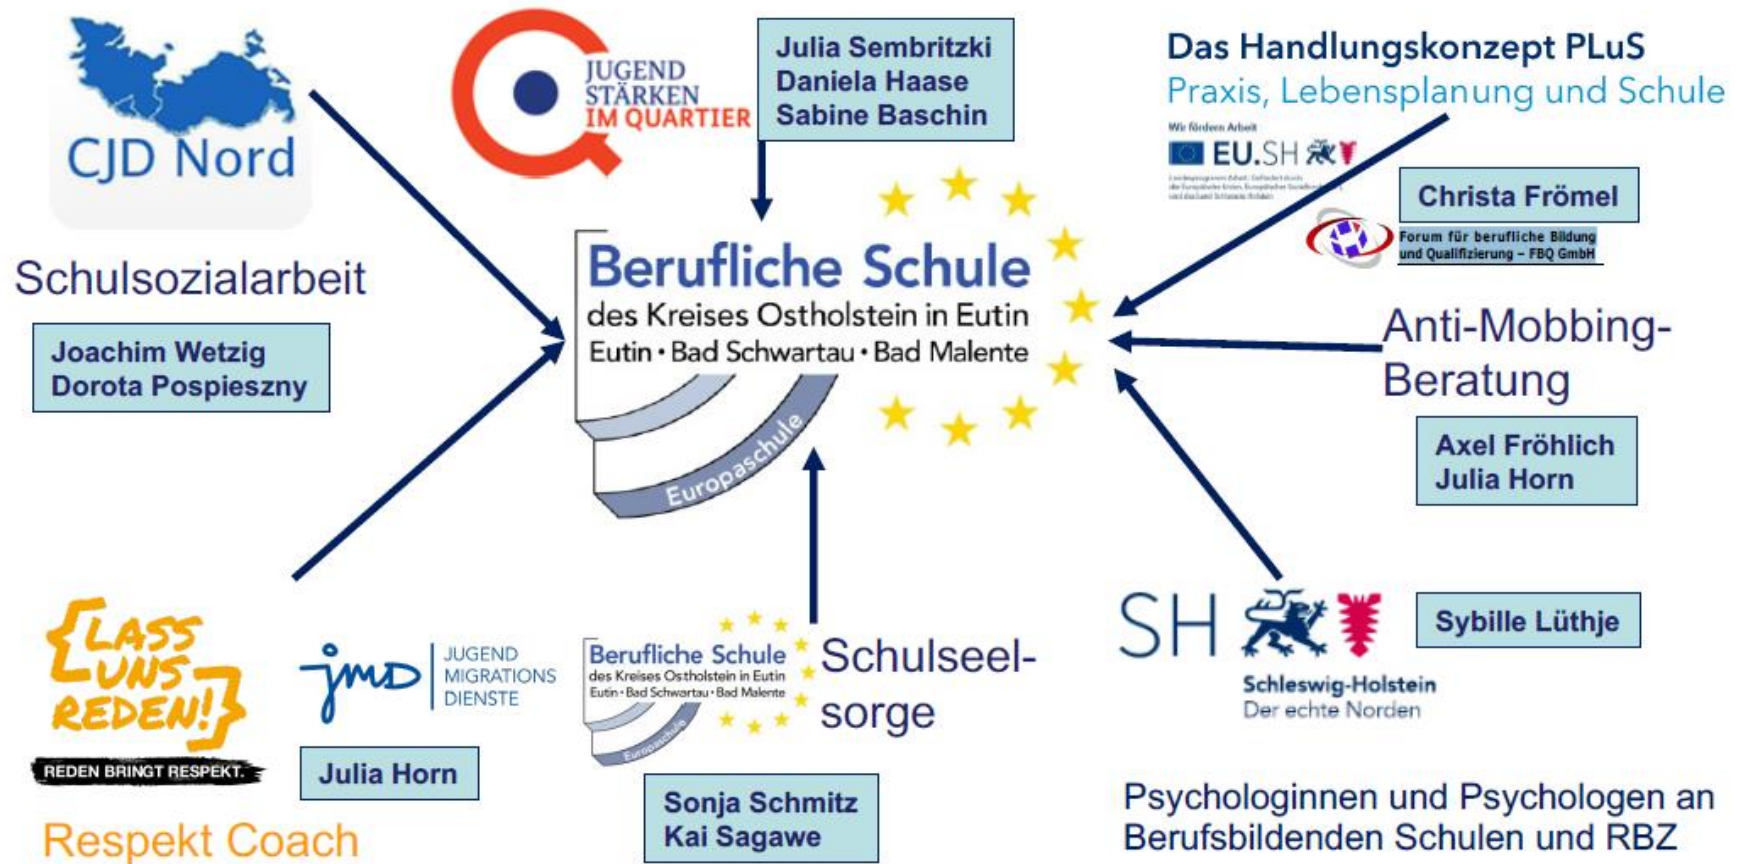 CJD Nord
Schulsozialarbeit
Joachim Wetzig
Dorota Pospieszny
JUGEND
STÄRKEN
IM QUARTIER
Julia Sembritzki
Daniela Haase
Sabine Baschin
Das Handlungskonzept PLuS
Praxis, Lebensplanung und Schule
Wir fördern Arbeit
EU.SH
Christa Frömel
Forum für berufliche Bildung
und Qualifizierung – FBQ GmbH
Berufliche Schule
des Kreises Ostholstein in Eutin
Eutin · Bad Schwartau · Bad Malente
Europaschule
Anti-Mobbing-
Beratung
Axel Fröhlich
Julia Horn
{LASS
UNS
REDEN!}
REDEN BRINGT RESPEKT.
Respekt Coach
jmD
JUGEND
MIGRATIONS
DIENSTE
Julia Horn
Berufliche Schule
des Kreises Ostholstein in Eutin
Eutin · Bad Schwartau · Bad Malente
Europaschule
Schulseel-
sorge
Sonja Schmitz
Kai Sagawe
SH
Schleswig-Holstein
Der echte Norden
Sybille Lüthje
Psychologinnen und Psychologen an
Berufsbildenden Schulen und RBZ